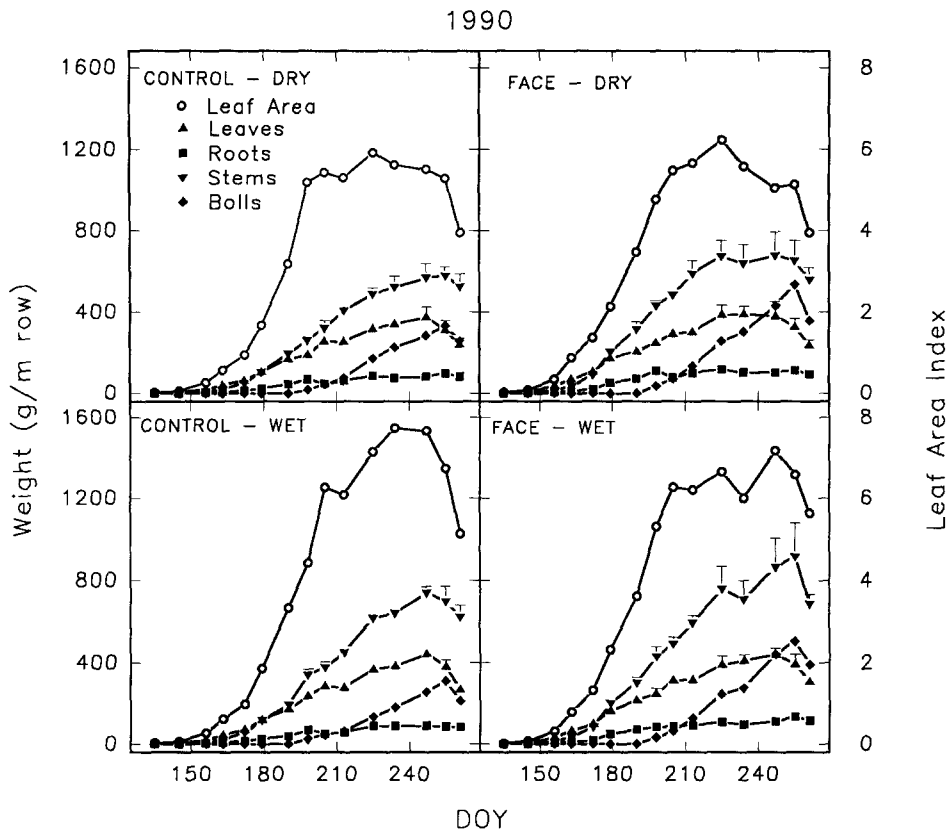 1990
CONTROL – DRY
Leaf Area
Leaves
Roots
Stems
Bolls
FACE – DRY
1600
1200
800
400
0
8
6
4
2
0
CONTROL – WET
FACE – WET
1600
1200
800
400
0
8
6
4
2
0
150 180 210 240 150 180 210 240
Weight (g/m row)
Leaf Area Index
DOY